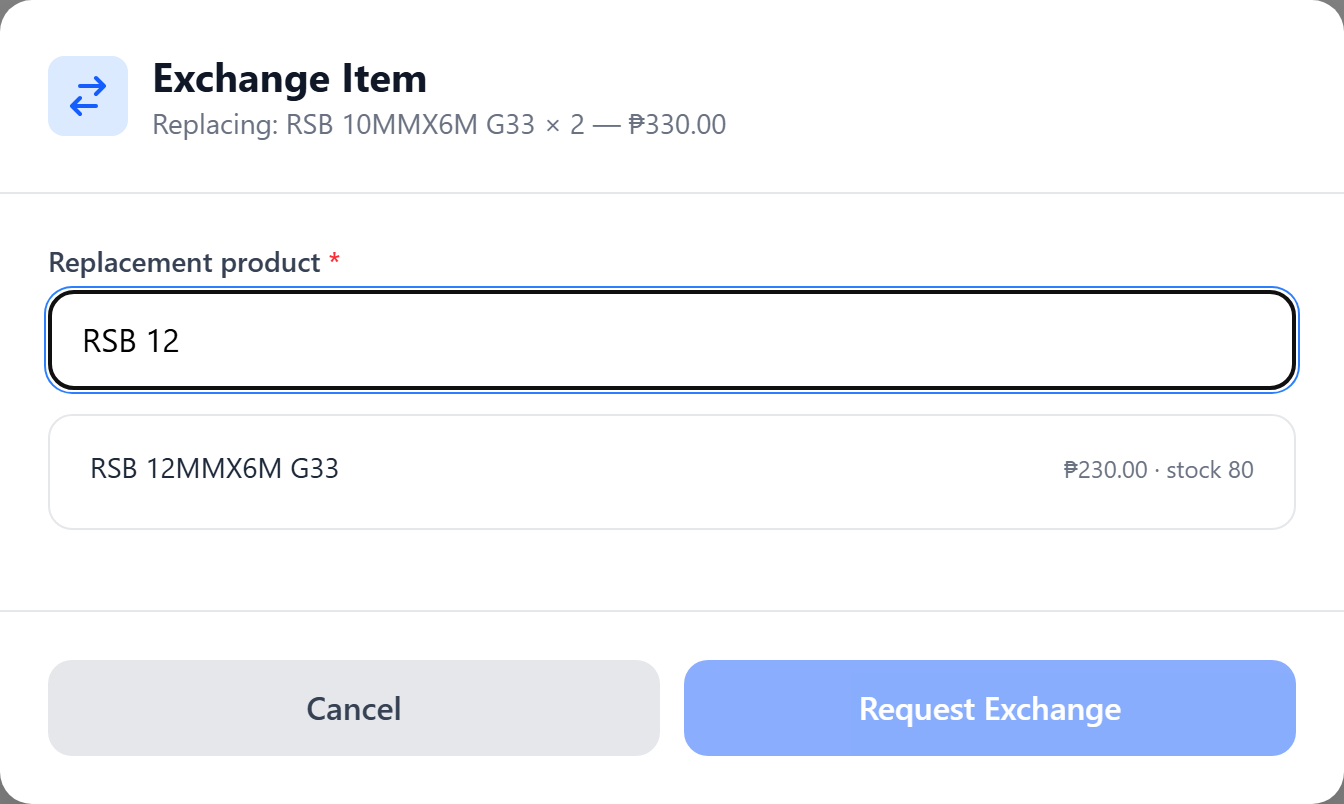 Exchange Item
Replacing: RSB 10MMX6M G33 × 2 — ₱330.00
Replacement product *
RSB 12
RSB 12MMX6M G33 ₱230.00 · stock 80
Cancel Request Exchange